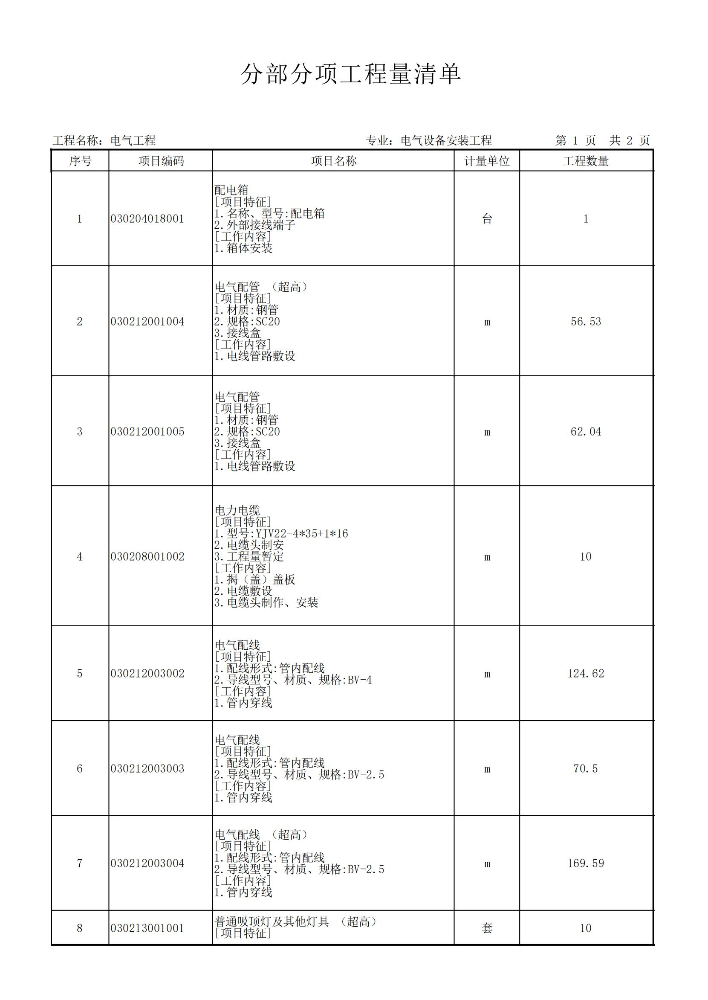 分部分项工程量清单
工程名称：电气工程 专业：电气设备安装工程 第 1 页 共 2 页
序号 项目编码 项目名称 计量单位 工程数量
1 030204018001 台 1
配电箱
[项目特征]
1.名称、型号:配电箱
2.外部接线端子
[工作内容]
1.箱体安装
2 030212001004 m 56.53
电气配管 （超高）
[项目特征]
1.材质:钢管
2.规格:SC20
3.接线盒
[工作内容]
1.电线管路敷设
3 030212001005 m 62.04
电气配管
[项目特征]
1.材质:钢管
2.规格:SC20
3.接线盒
[工作内容]
1.电线管路敷设
4 030208001002 m 10
电力电缆
[项目特征]
1.型号:YJV22-4*35+1*16
2.电缆头制安
3.工程量暂定
[工作内容]
1.揭（盖）盖板
2.电缆敷设
3.电缆头制作、安装
5 030212003002 m 124.62
电气配线
[项目特征]
1.配线形式:管内配线
2.导线型号、材质、规格:BV-4
[工作内容]
1.管内穿线
6 030212003003 m 70.5
电气配线
[项目特征]
1.配线形式:管内配线
2.导线型号、材质、规格:BV-2.5
[工作内容]
1.管内穿线
7 030212003004 m 169.59
电气配线 （超高）
[项目特征]
1.配线形式:管内配线
2.导线型号、材质、规格:BV-2.5
[工作内容]
1.管内穿线
8 030213001001 套 10
普通吸顶灯及其他灯具 （超高）
[项目特征]